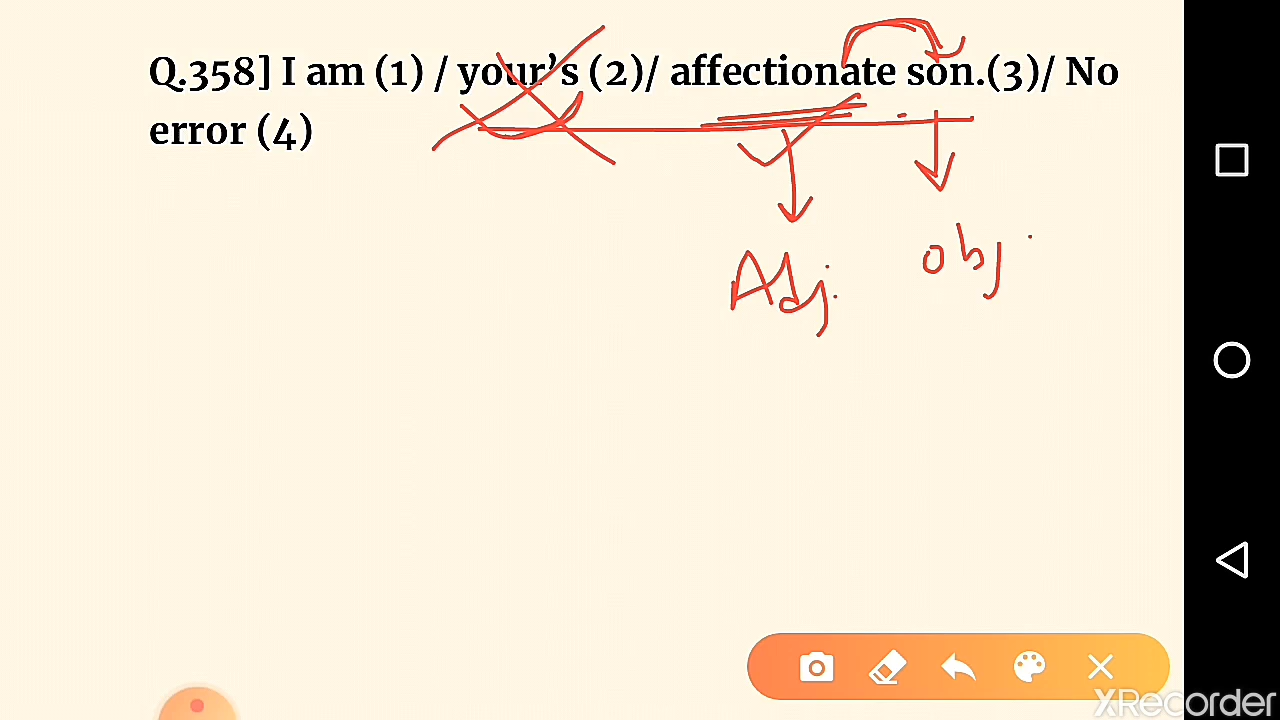 Q.358] I am (1) / your's (2)/ affectionate son.(3)/ No
error (4)
Adj.
obj
XRecorder